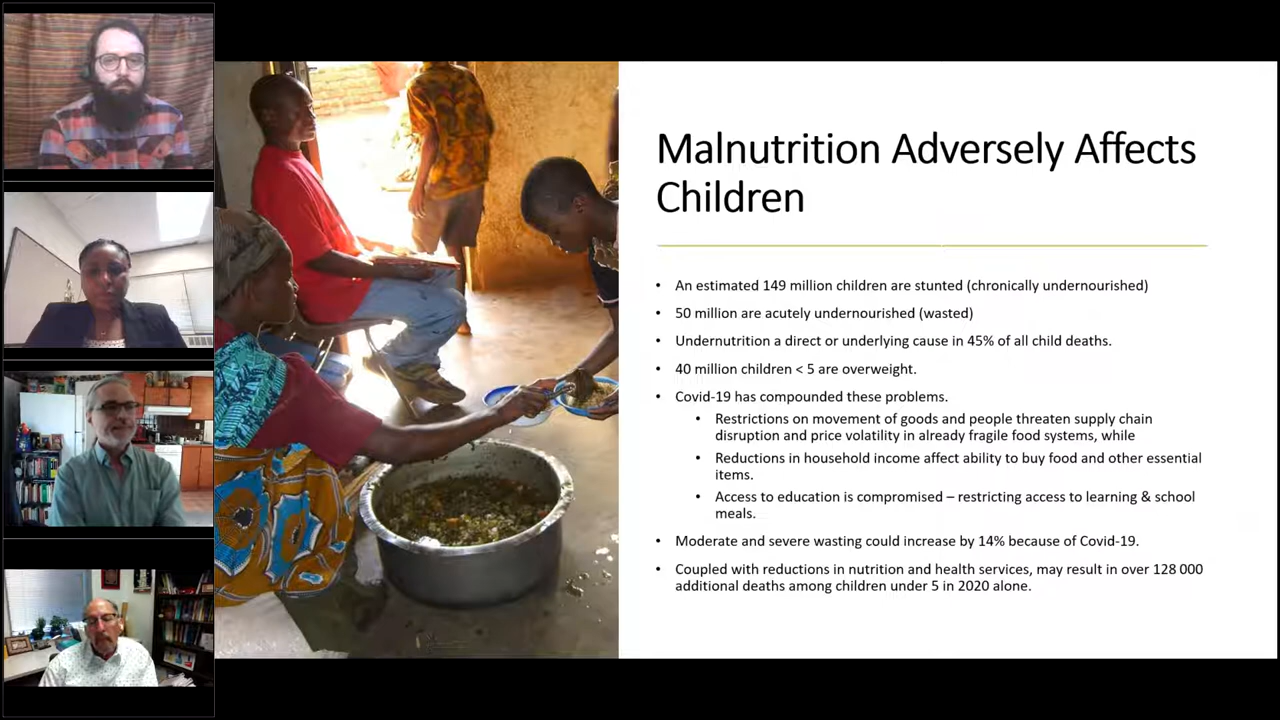 Malnutrition Adversely Affects
Children
• An estimated 149 million children are stunted (chronically undernourished)
• 50 million are acutely undernourished (wasted)
• Undernutrition a direct or underlying cause in 45% of all child deaths.
• 40 million children < 5 are overweight.
• Covid-19 has compounded these problems.
• Restrictions on movement of goods and people threaten supply chain
disruption and price volatility in already fragile food systems, while
• Reductions in household income affect ability to buy food and other essential
items.
• Access to education is compromised – restricting access to learning & school
meals.
• Moderate and severe wasting could increase by 14% because of Covid-19.
• Coupled with reductions in nutrition and health services, may result in over 128 000
additional deaths among children under 5 in 2020 alone.